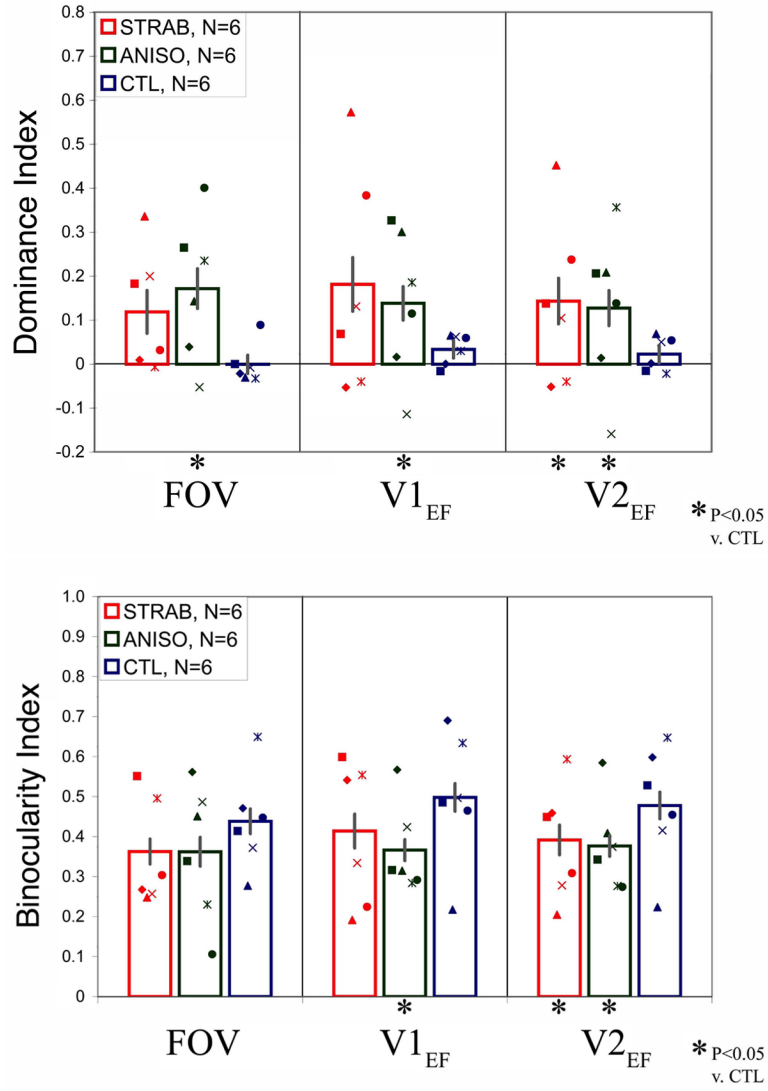 Dominance Index
0.8
0.7
0.6
0.5
0.4
0.3
0.2
0.1
0
-0.1
-0.2
STRAB, N=6
ANISO, N=6
CTL, N=6
* * * *
FOV V1EF V2EF
* P<0.05
v. CTL
Binocularity Index
1.0
0.9
0.8
0.7
0.6
0.5
0.4
0.3
0.2
0.1
0
STRAB, N=6
ANISO, N=6
CTL, N=6
* * *
FOV V1EF V2EF
* P<0.05
v. CTL